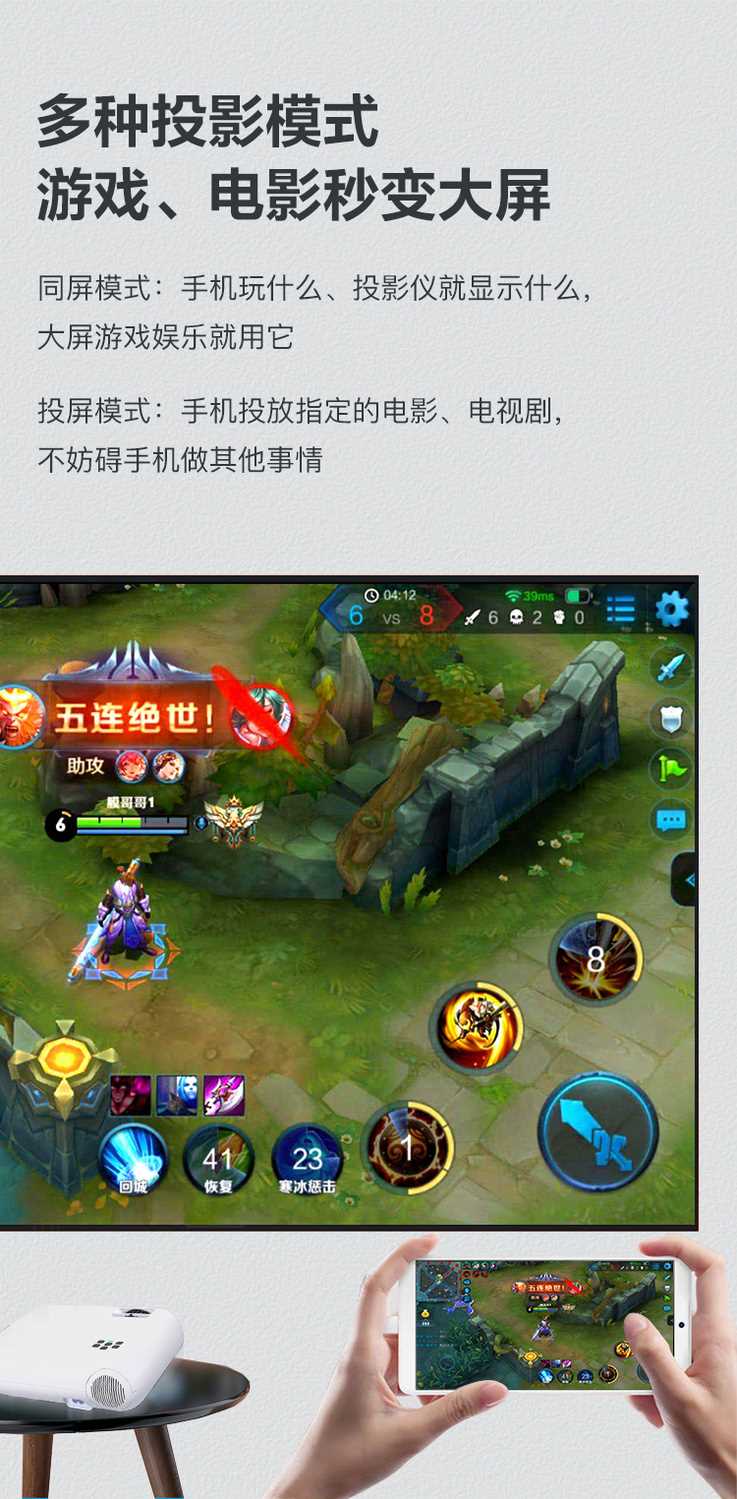 多种投影模式
游戏、电影秒变大屏
同屏模式：手机玩什么、投影仪就显示什么，
大屏游戏娱乐就用它
投屏模式：手机投放指定的电影、电视剧，
不妨碍手机做其他事情
04:12
39ms
6 VS 8
6 2 0
五连绝世！
助攻
膜哥哥1
6
8
1
41
23
回城
恢复
寒冰惩击
五连绝世！